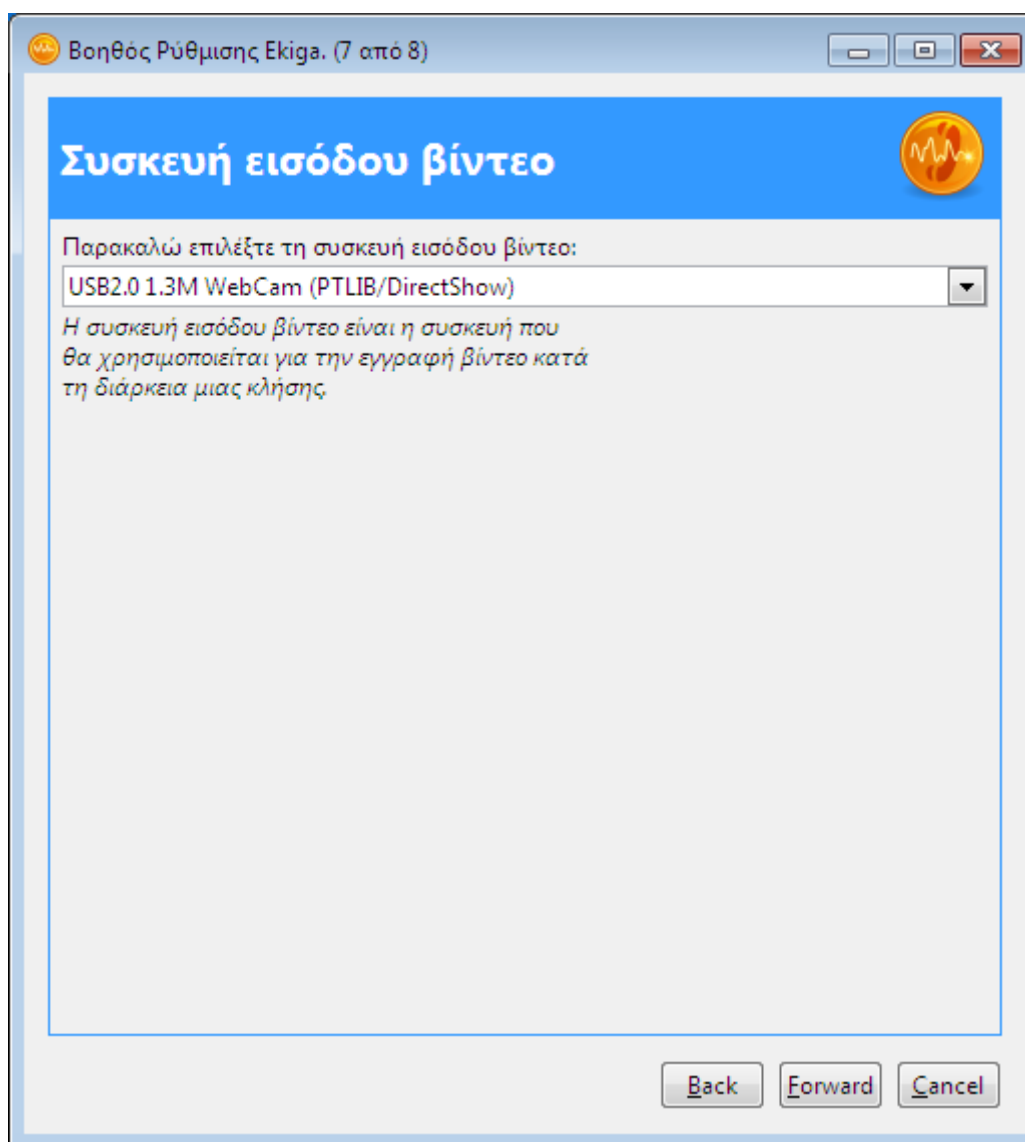 Βοηθός Ρύθμισης Ekiga. (7 από 8)
Συσκευή εισόδου βίντεο
Παρακαλώ επιλέξτε τη συσκευή εισόδου βίντεο:
USB2.0 1.3M WebCam (PTLIB/DirectShow)
Η συσκευή εισόδου βίντεο είναι η συσκευή που
θα χρησιμοποιείται για την εγγραφή βίντεο κατά
τη διάρκεια μιας κλήσης.
Back Forward Cancel